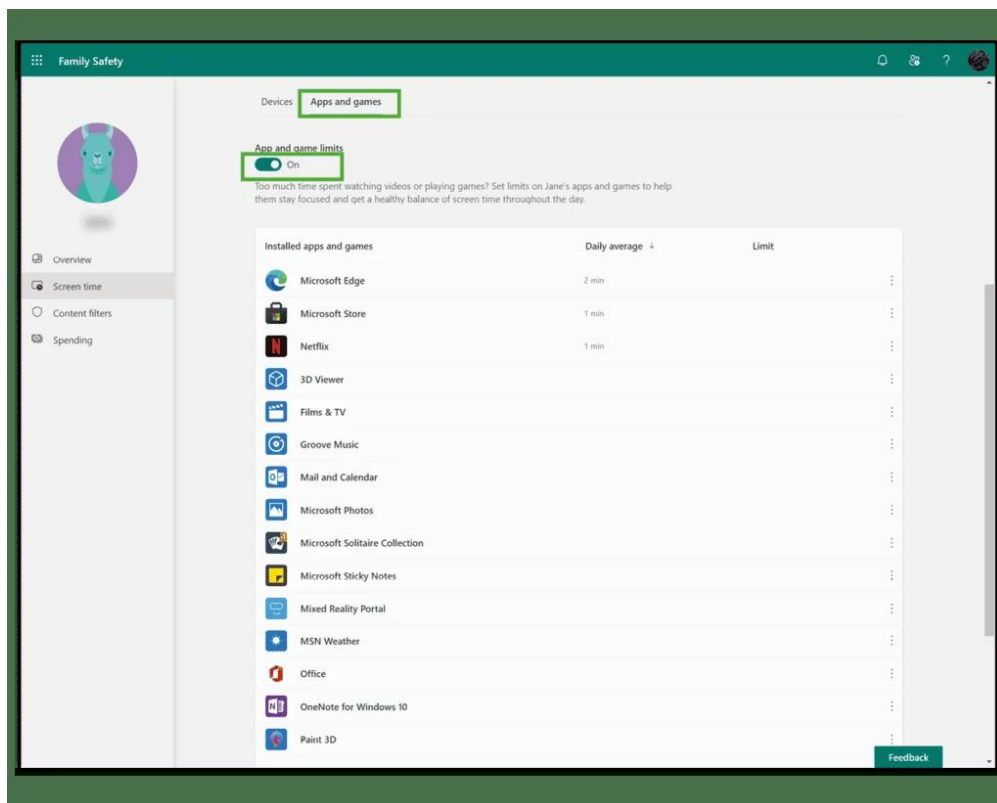 Family Safety
?
Devices Apps and games
App and game limits
On
Too much time spent watching videos or playing games? Set limits on Jane's apps and games to help
them stay focused and get a healthy balance of screen time throughout the day.
Overview
Screen time
Content filters
Spending
Installed apps and games Daily average ↓ Limit
Microsoft Edge 2 min
Microsoft Store 1 min
Netflix 1 min
3D Viewer
Films & TV
Groove Music
Mail and Calendar
Microsoft Photos
Microsoft Solitaire Collection
Microsoft Sticky Notes
Mixed Reality Portal
MSN Weather
Office
OneNote for Windows 10
Paint 3D
Feedback